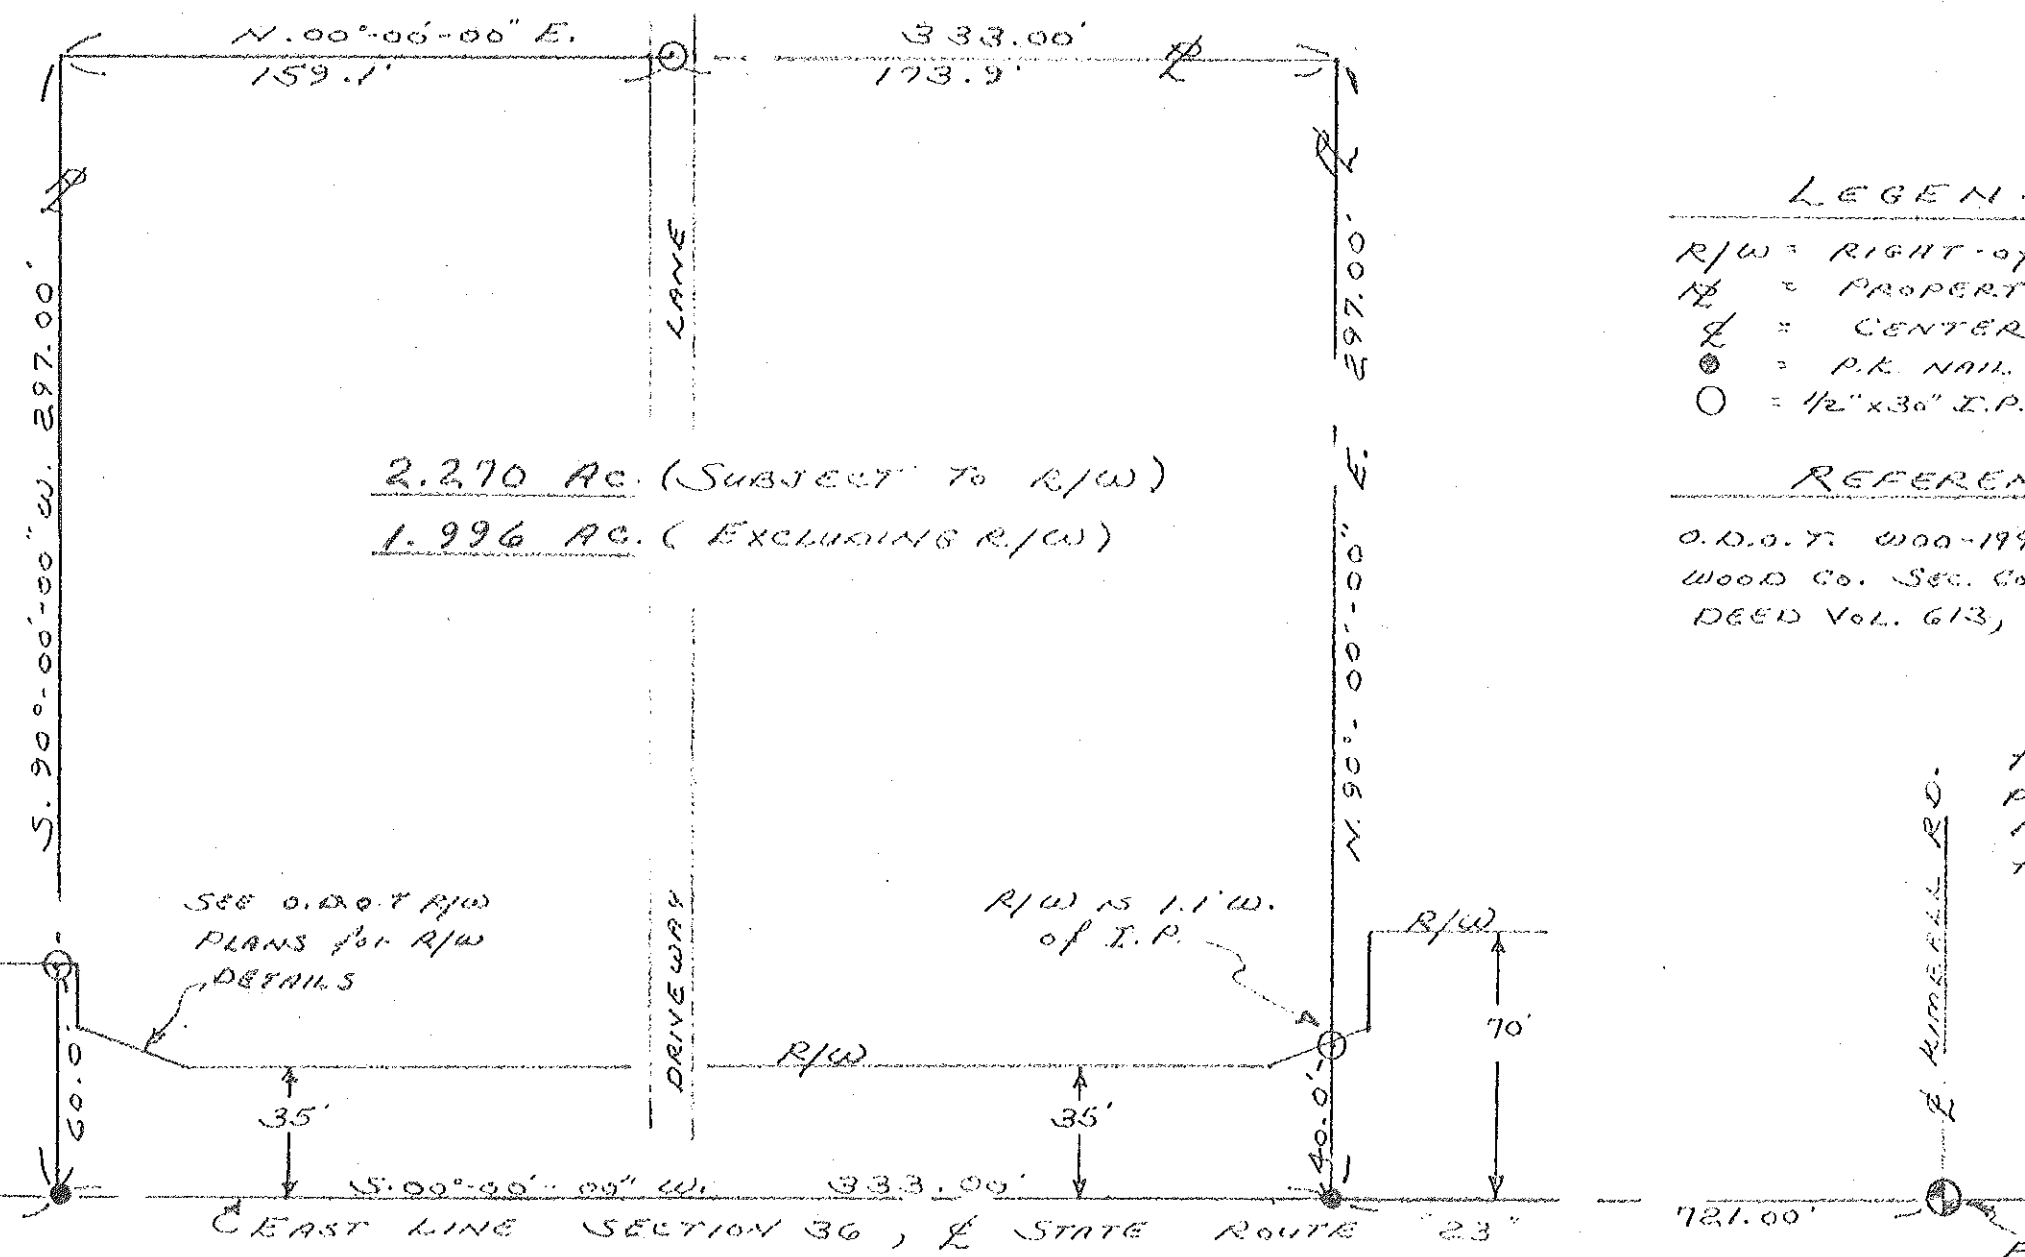 N.00°-00'-00" E.
333.00'
159.1'
173.9'
S. 90°-00'-00" W. 297.00'
N. 90°-00'-00" E. 297.00'
LANE
DRIVEWAY
2.270 AC. (SUBJECT TO R/W)
1.996 AC. (EXCLUDING R/W)
SEE O.D.O.T R/W
PLANS for R/W
DETAILS
R/W IS 1.1' W.
of I.P.
R/W
70'
R/W
35'
35'
60.0
40.0'
S.00°-00'-00" W. 333.00'
EAST LINE SECTION 36, ℄ STATE ROUTE "23"
721.00'
℄ KIMBALL RD.
LEGEN
R/W = RIGHT-of
= PROPERT
℄ = CENTER
= P.K. NAIL
= 1/2"x30" I.P.
REFEREN
O.D.O.T. WOO-199
WOOD CO. SEC. CO
DEED VOL. 613,